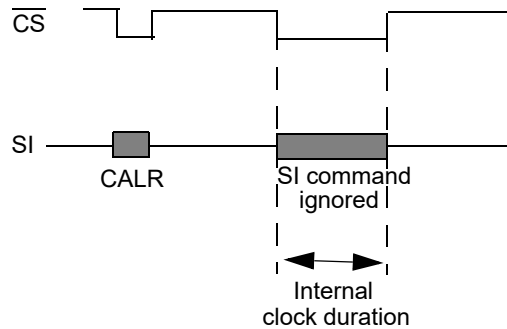 CS
SI
CALR
SI command
ignored
Internal
clock duration